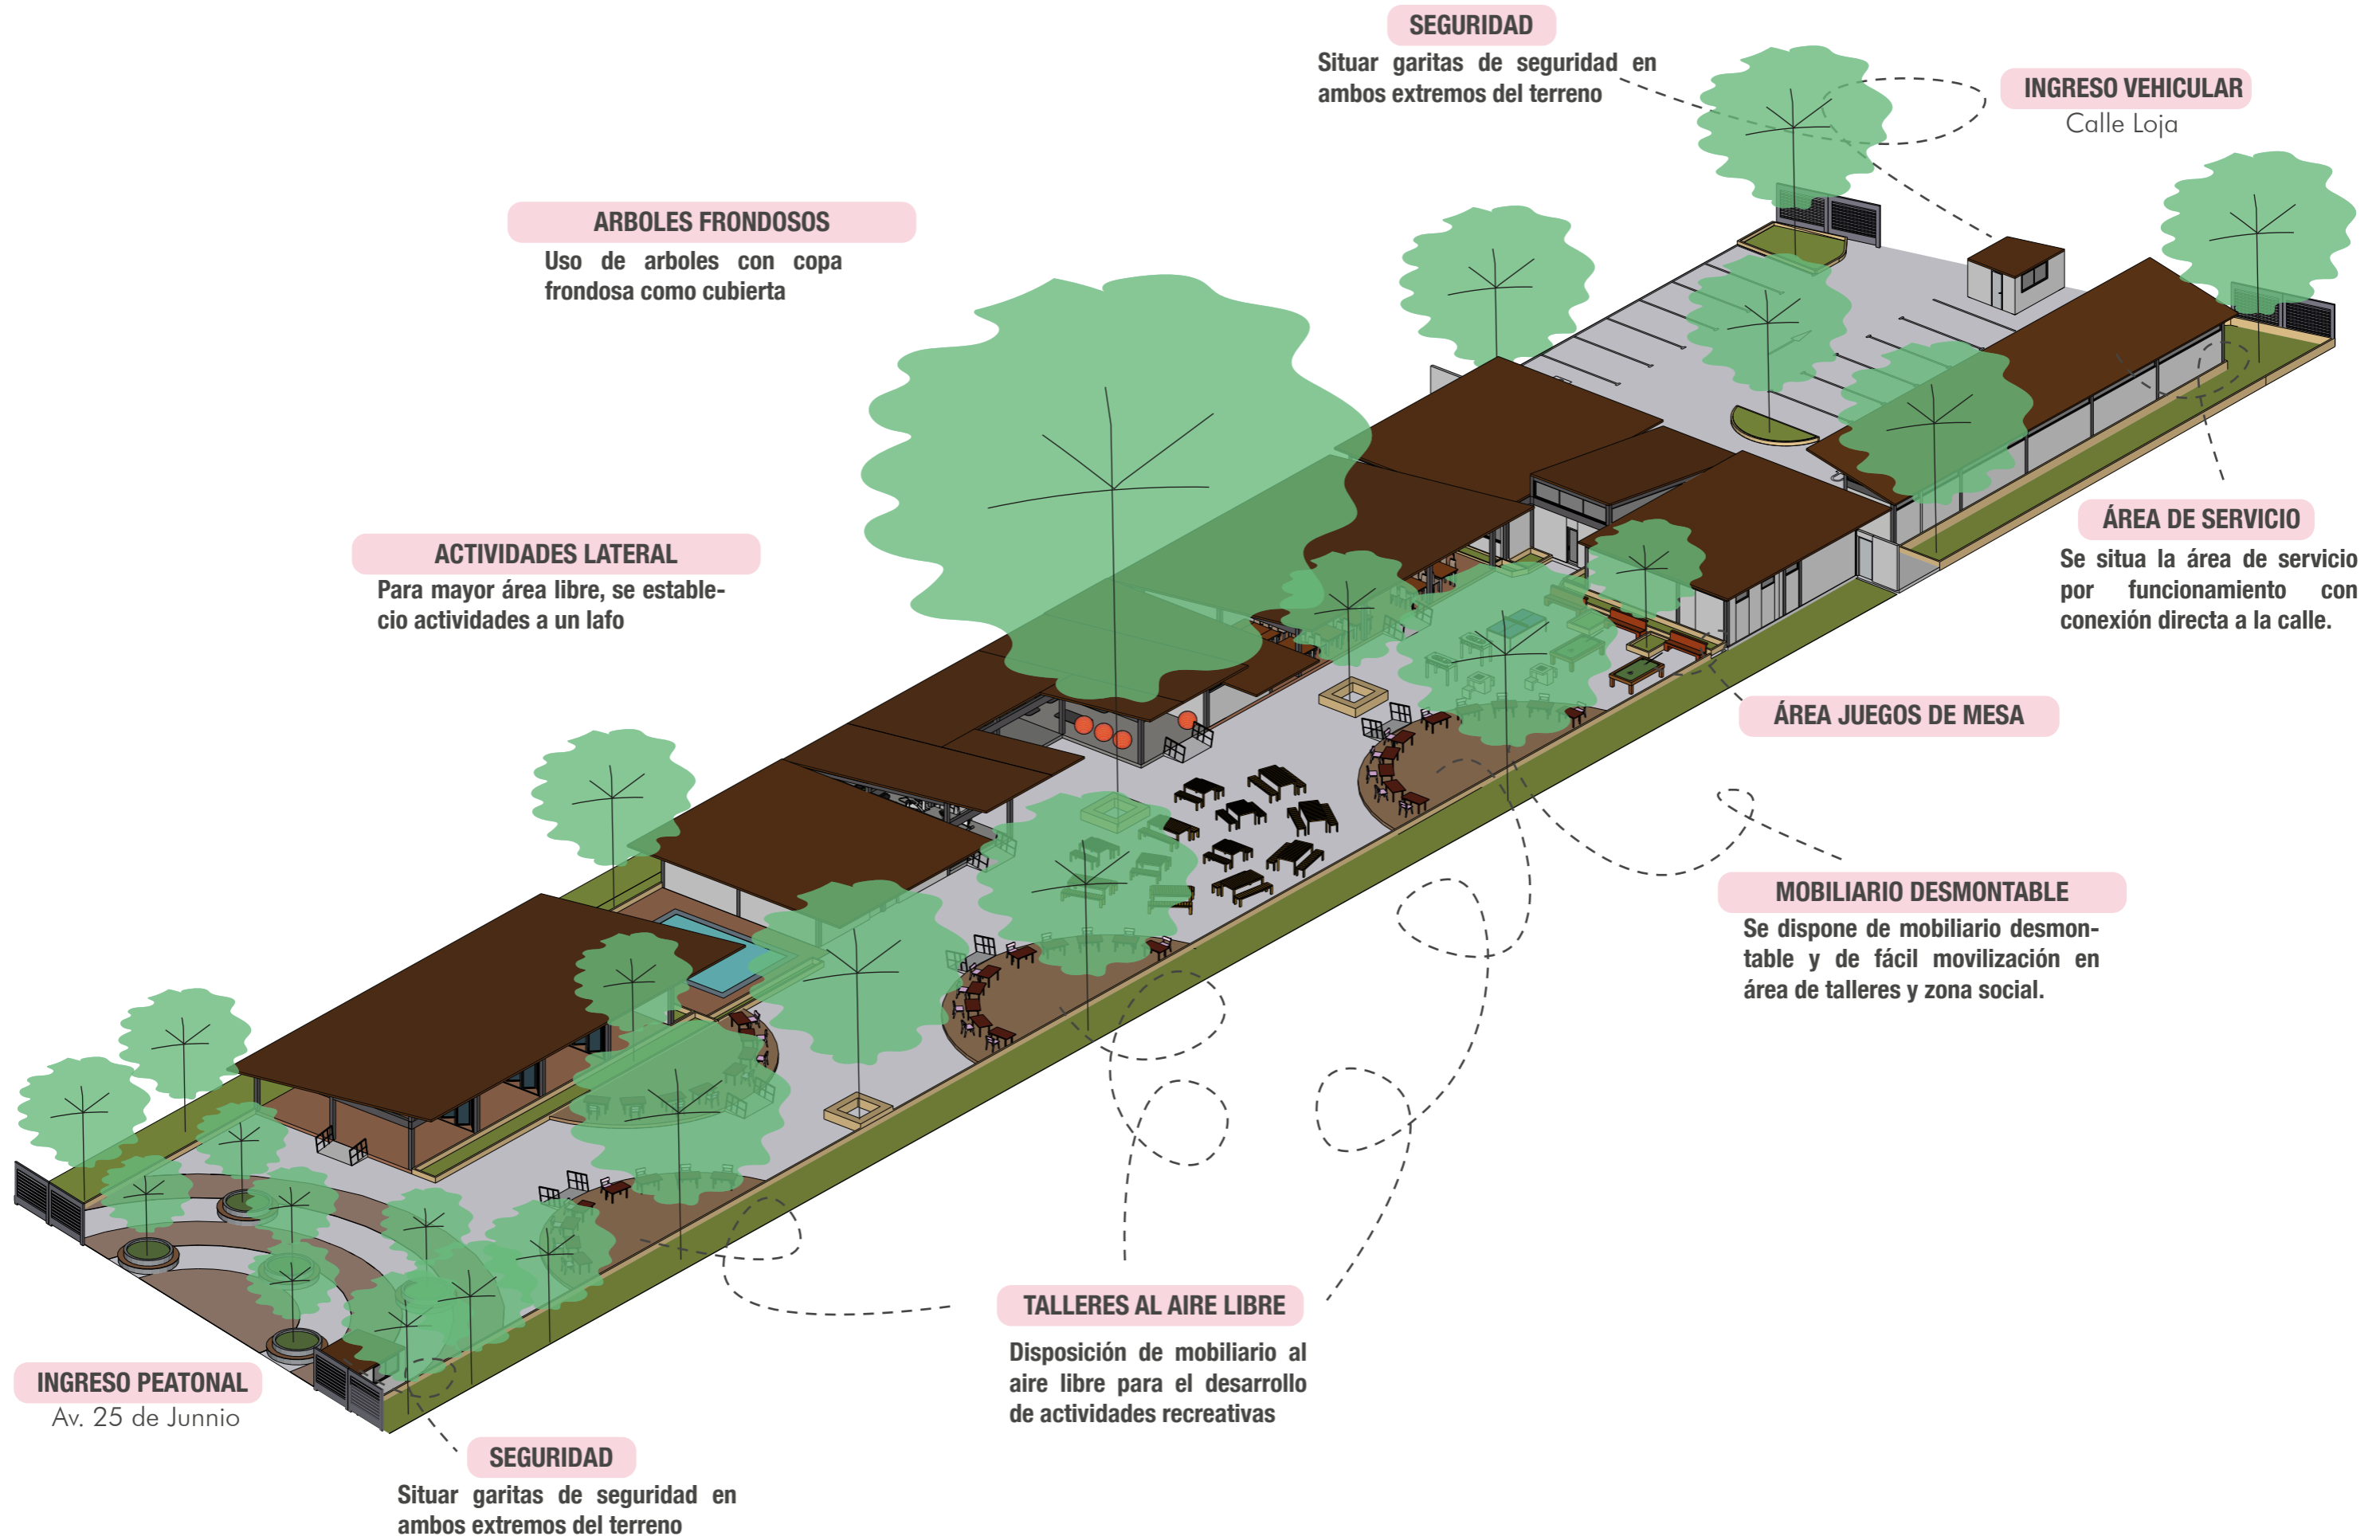 SEGURIDAD
Situar garitas de seguridad en
ambos extremos del terreno
INGRESO VEHICULAR
Calle Loja
ARBOLES FRONDOSOS
Uso de arboles con copa
frondosa como cubierta
ACTIVIDADES LATERAL
Para mayor área libre, se estable-
cio actividades a un lafo
ÁREA DE SERVICIO
Se situa la área de servicio
por funcionamiento con
conexión directa a la calle.
ÁREA JUEGOS DE MESA
MOBILIARIO DESMONTABLE
Se dispone de mobiliario desmon-
table y de fácil movilización en
área de talleres y zona social.
TALLERES AL AIRE LIBRE
Disposición de mobiliario al
aire libre para el desarrollo
de actividades recreativas
INGRESO PEATONAL
Av. 25 de Junnio
SEGURIDAD
Situar garitas de seguridad en
ambos extremos del terreno